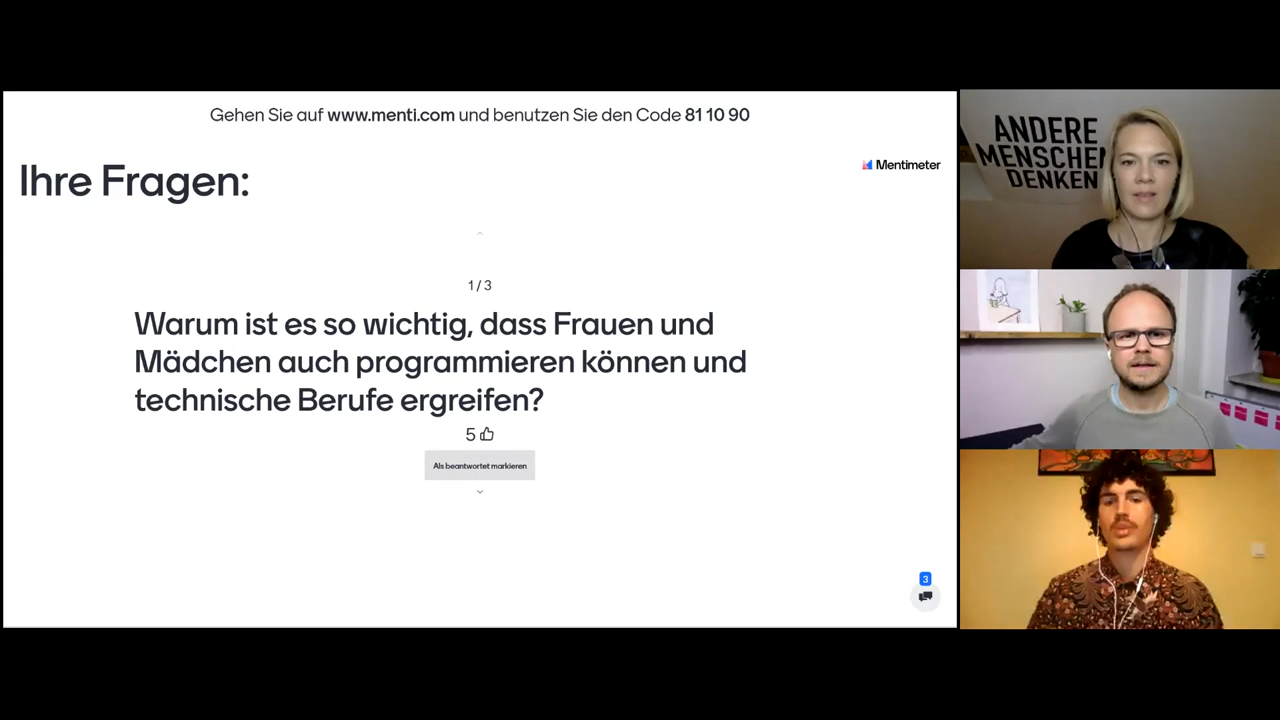 Gehen Sie auf www.menti.com und benutzen Sie den Code 81 10 90
Mentimeter
Ihre Fragen:
1 / 3
Warum ist es so wichtig, dass Frauen und
Mädchen auch programmieren können und
technische Berufe ergreifen?
5
Als beantwortet markieren
3
ANDERE
MENSCHEN
DENKEN